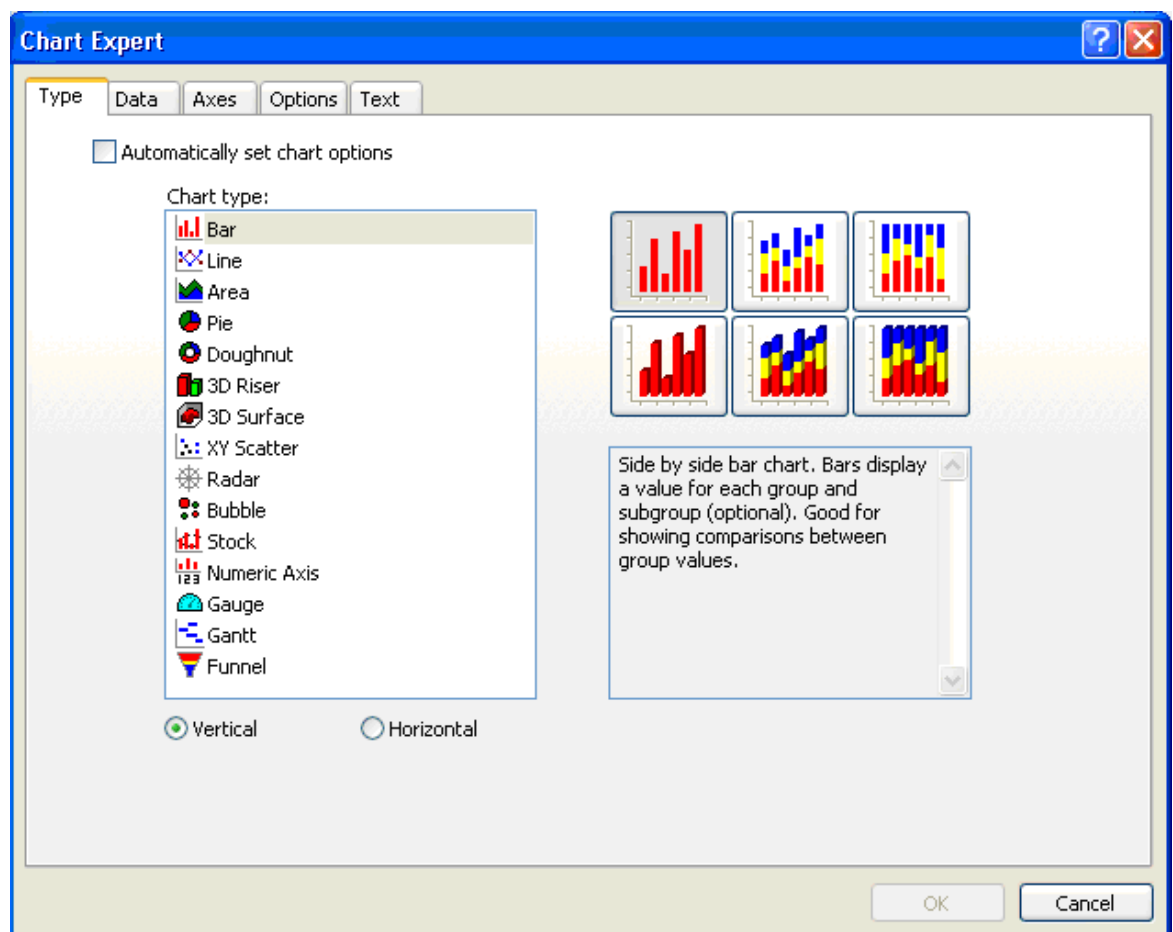 Chart Expert
Type Data Axes Options Text
Automatically set chart options
Chart type:
Bar
Line
Area
Pie
Doughnut
3D Riser
3D Surface
XY Scatter
Radar
Bubble
Stock
Numeric Axis
Gauge
Gantt
Funnel
Vertical Horizontal
Side by side bar chart. Bars display
a value for each group and
subgroup (optional). Good for
showing comparisons between
group values.
OK Cancel